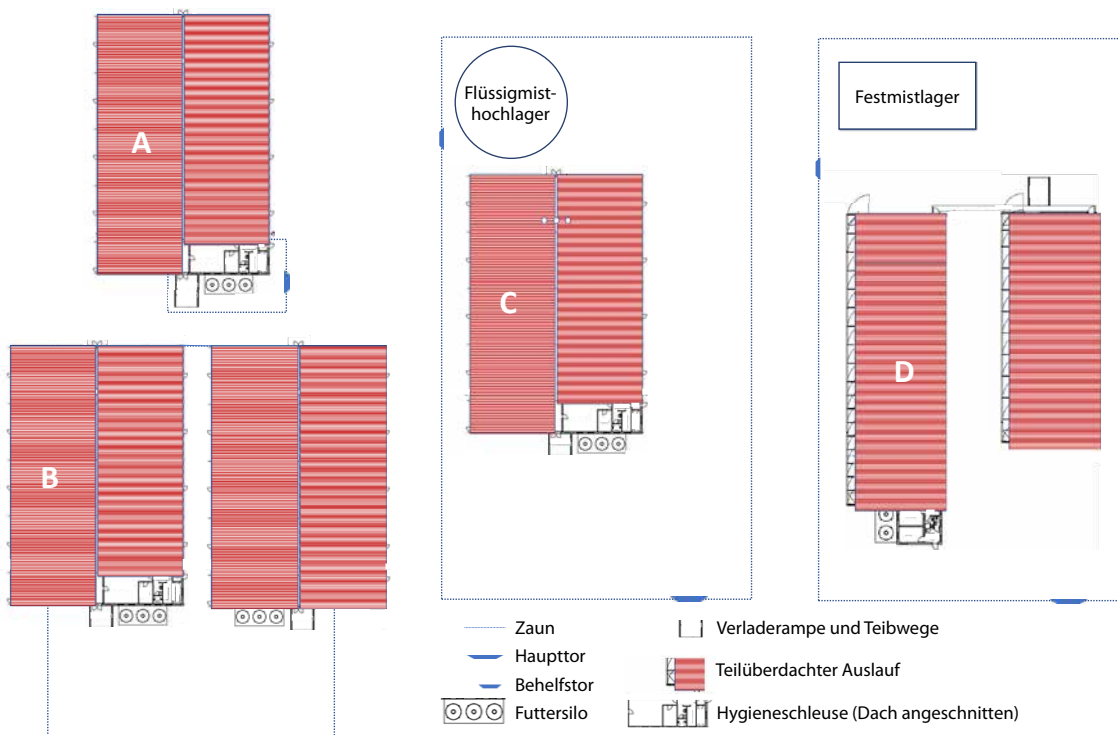 A
B
Flüssigmist-
hochlager
C
Festmistlager
D
Zaun
Haupttor
Behelfstor
Futtersilo
Verladerampe und Teibwege
Teilüberdachter Auslauf
Hygieneschleuse (Dach angeschnitten)